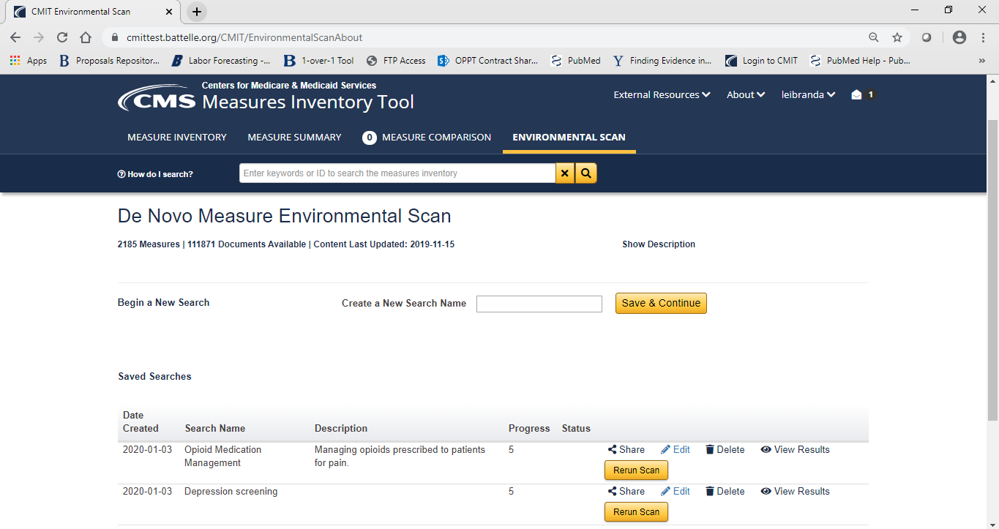 CMIT Environmental Scan
cmittest.battelle.org/CMIT/EnvironmentalScanAbout
Apps B Proposals Repositor... B Labor Forecasting -... B 1-over-1 Tool FTP Access S OPPT Contract Shar... PubMed Y Finding Evidence in... Login to CMIT PubMed Help - Pub... »
CMS
Centers for Medicare & Medicaid Services
Measures Inventory Tool
External Resources About leibranda 1
MEASURE INVENTORY MEASURE SUMMARY 0 MEASURE COMPARISON ENVIRONMENTAL SCAN
? How do I search? Enter keywords or ID to search the measures inventory
De Novo Measure Environmental Scan
2185 Measures | 111871 Documents Available | Content Last Updated: 2019-11-15 Show Description
Begin a New Search Create a New Search Name Save & Continue
Saved Searches
Date
Created Search Name Description Progress Status
2020-01-03 Opioid Medication Managing opioids prescribed to patients 5 Share Edit Delete View Results
Management for pain.
Rerun Scan
2020-01-03 Depression screening 5 Share Edit Delete View Results
Rerun Scan